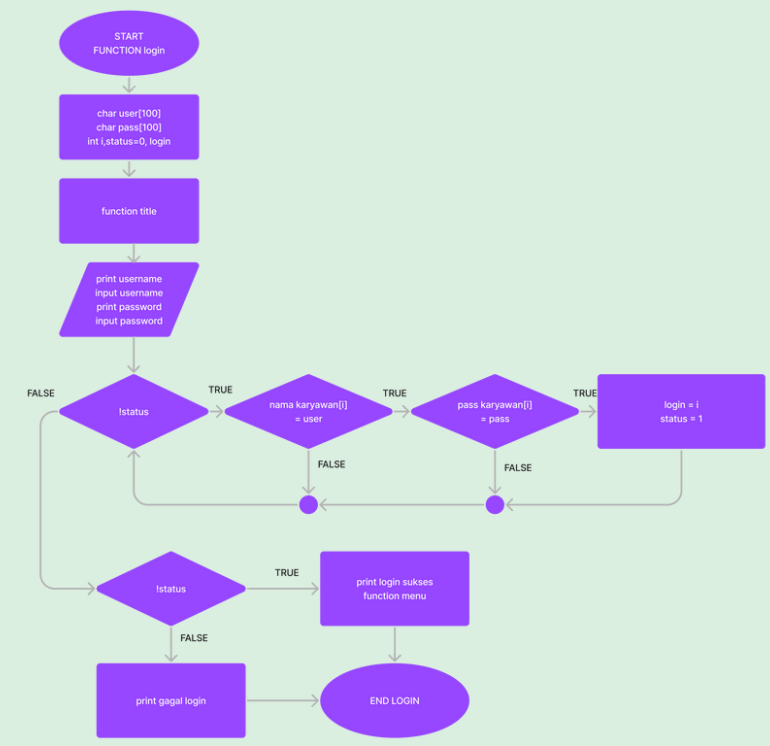 START
FUNCTION login
char user[100]
char pass[100]
int i,status=0, login
function title
print username
input username
print password
input password
FALSE
!status
TRUE
nama karyawan[i]
= user
TRUE
pass karyawan[i]
= pass
TRUE
login = i
status = 1
FALSE
FALSE
!status
TRUE
print login sukses
function menu
FALSE
print gagal login
END LOGIN